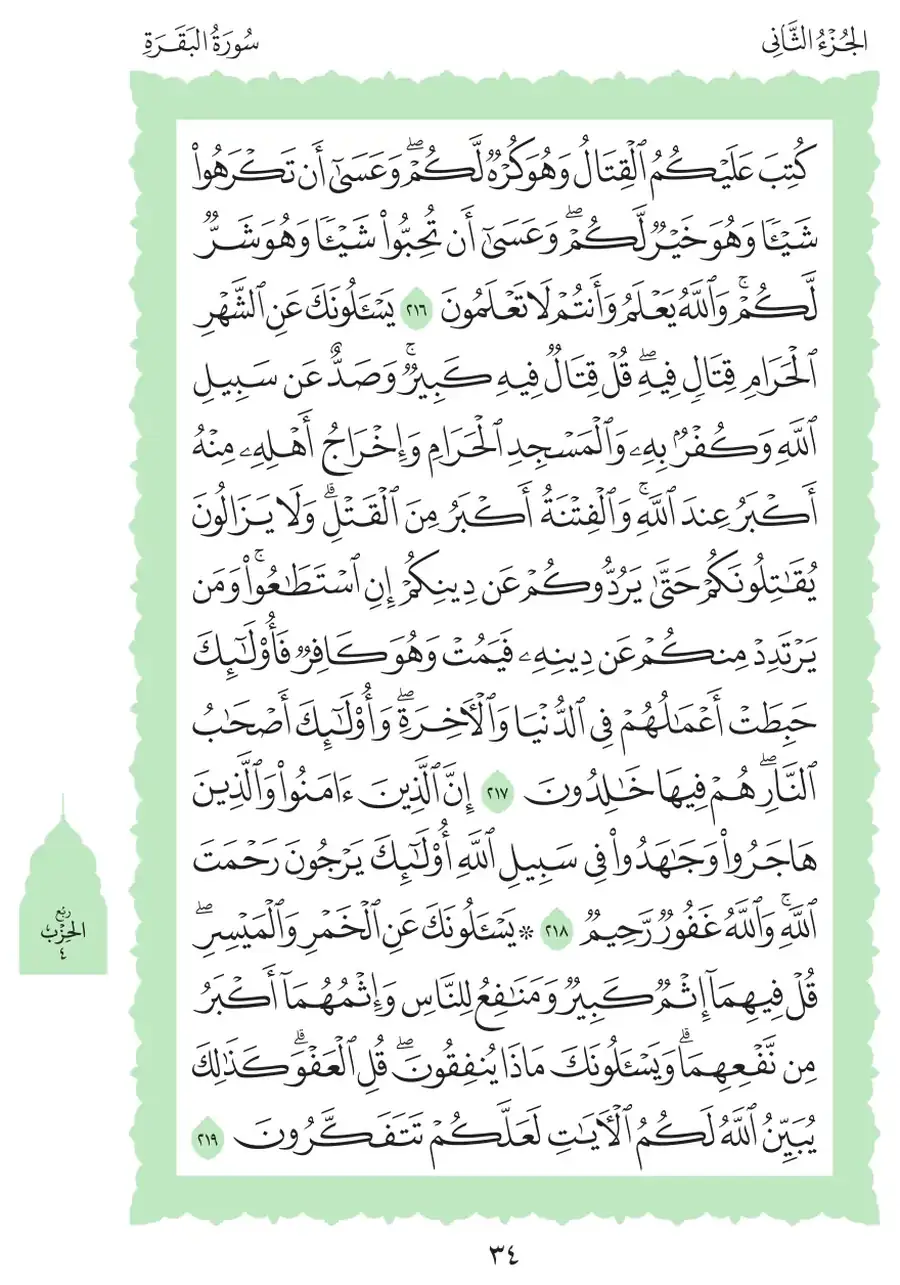 الجُزْءُ الثَّانِي
سُورَةُ البَقَرَةِ
كُتِبَ عَلَيۡكُمُ ٱلۡقِتَالُ وَهُوَ كُرۡهٞ لَّكُمۡۖ وَعَسَىٰٓ أَن تَكۡرَهُواْ
شَيۡـٔٗا وَهُوَ خَيۡرٞ لَّكُمۡۖ وَعَسَىٰٓ أَن تُحِبُّواْ شَيۡـٔٗا وَهُوَ شَرّٞ
لَّكُمۡۚ وَٱللَّهُ يَعۡلَمُ وَأَنتُمۡ لَا تَعۡلَمُونَ ٢١٦ يَسۡـَٔلُونَكَ عَنِ ٱلشَّهۡرِ
ٱلۡحَرَامِ قِتَالٖ فِيهِۖ قُلۡ قِتَالٞ فِيهِ كَبِيرٞۚ وَصَدٌّ عَن سَبِيلِ
ٱللَّهِ وَكُفۡرُۢ بِهِۦ وَٱلۡمَسۡجِدِ ٱلۡحَرَامِ وَإِخۡرَاجُ أَهۡلِهِۦ مِنۡهُ
أَكۡبَرُ عِندَ ٱللَّهِۚ وَٱلۡفِتۡنَةُ أَكۡبَرُ مِنَ ٱلۡقَتۡلِۗ وَلَا يَزَالُونَ
يُقَٰتِلُونَكُمۡ حَتَّىٰ يَرُدُّوكُمۡ عَن دِينِكُمۡ إِنِ ٱسۡتَطَٰعُواْۚ وَمَن
يَرۡتَدِدۡ مِنكُمۡ عَن دِينِهِۦ فَيَمُتۡ وَهُوَ كَافِرٞ فَأُوْلَٰٓئِكَ
حَبِطَتۡ أَعۡمَٰلُهُمۡ فِي ٱلدُّنۡيَا وَٱلۡأٓخِرَةِۖ وَأُوْلَٰٓئِكَ أَصۡحَٰبُ
ٱلنَّارِۖ هُمۡ فِيهَا خَٰلِدُونَ ٢١٧ إِنَّ ٱلَّذِينَ ءَامَنُواْ وَٱلَّذِينَ
هَاجَرُواْ وَجَٰهَدُواْ فِي سَبِيلِ ٱللَّهِ أُوْلَٰٓئِكَ يَرۡجُونَ رَحۡمَتَ
ٱللَّهِۚ وَٱللَّهُ غَفُورٞ رَّحِيمٞ ٢١٨ * يَسۡـَٔلُونَكَ عَنِ ٱلۡخَمۡرِ وَٱلۡمَيۡسِرِۖ
قُلۡ فِيهِمَآ إِثۡمٞ كَبِيرٞ وَمَنَٰفِعُ لِلنَّاسِ وَإِثۡمُهُمَآ أَكۡبَرُ
مِن نَّفۡعِهِمَاۗ وَيَسۡـَٔلُونَكَ مَاذَا يُنفِقُونَۖ قُلِ ٱلۡعَفۡوَۗ كَذَٰلِكَ
يُبَيِّنُ ٱللَّهُ لَكُمُ ٱلۡأٓيَٰتِ لَعَلَّكُمۡ تَتَفَكَّرُونَ ٢١٩
ربع
الحِزْب
٤
٣٤